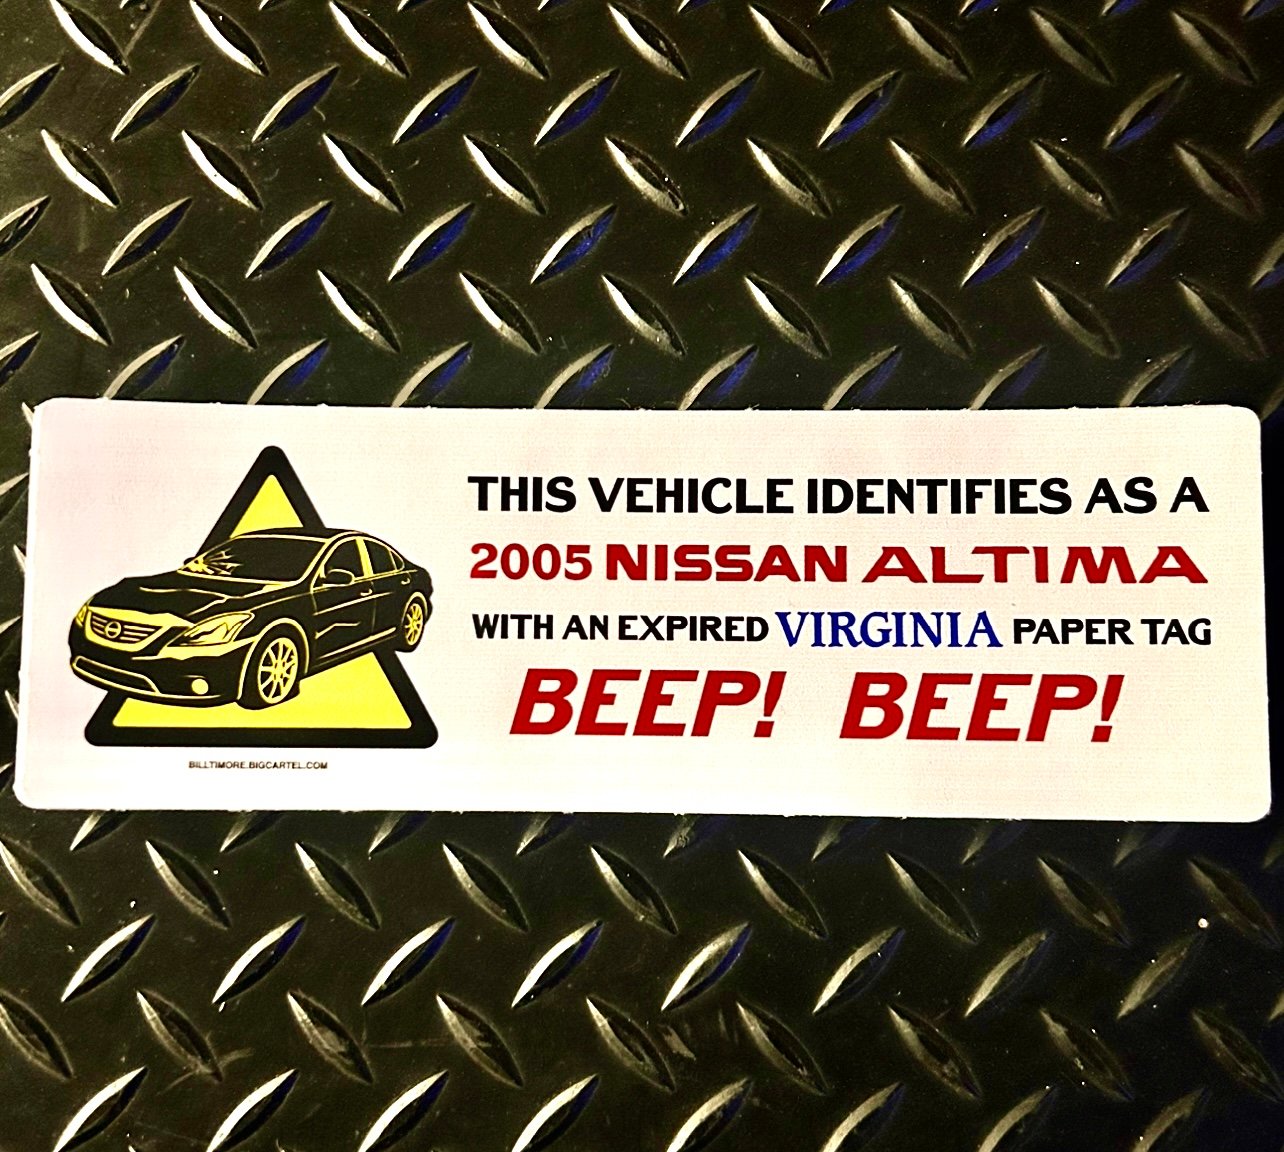 THIS VEHICLE IDENTIFIES AS A
2005 NISSAN ALTIMA
WITH AN EXPIRED VIRGINIA PAPER TAG
BEEP! BEEP!
BILLTIMORE.BIGCARTEL.COM